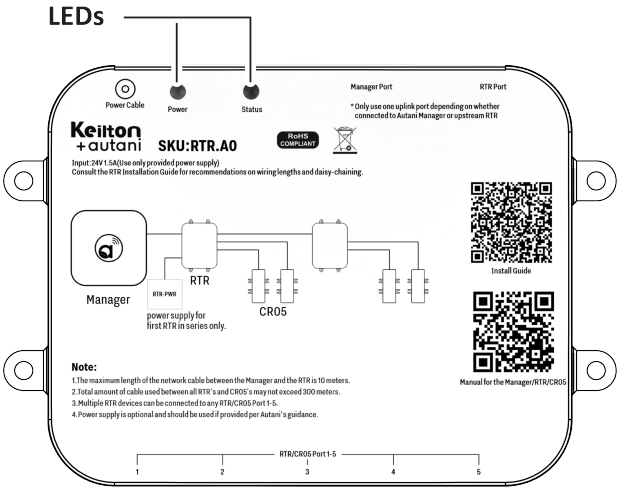 LEDs
Power Cable
Power
Status
Manager Port
RTR Port
* Only use one uplink port depending on whether
connected to Autani Manager or upstream RTR
Keilton
+autani
SKU:RTR.A0
RoHS
COMPLIANT
Input:24V1.5A(Use only provided power supply)
Consult the RTR Installation Guide for recommendations on wiring lengths and daisy-chaining.
Install Guide
a
Manager
RTR
RTR-PWR
power supply for
first RTR in series only.
CR05
Manual for the Manager/RTR/CR05
Note:
1.The maximum length of the network cable between the Manager and the RTR is 10 meters.
2.Total amount of cable used between all RTR's and CR05's may not exceed 300 meters.
3.Multiple RTR devices can be connected to any RTR/CR05 Port 1-5.
4.Power supply is optional and should be used if provided per Autani's guidance.
RTR/CR05 Port 1-5
1
2
3
4
5